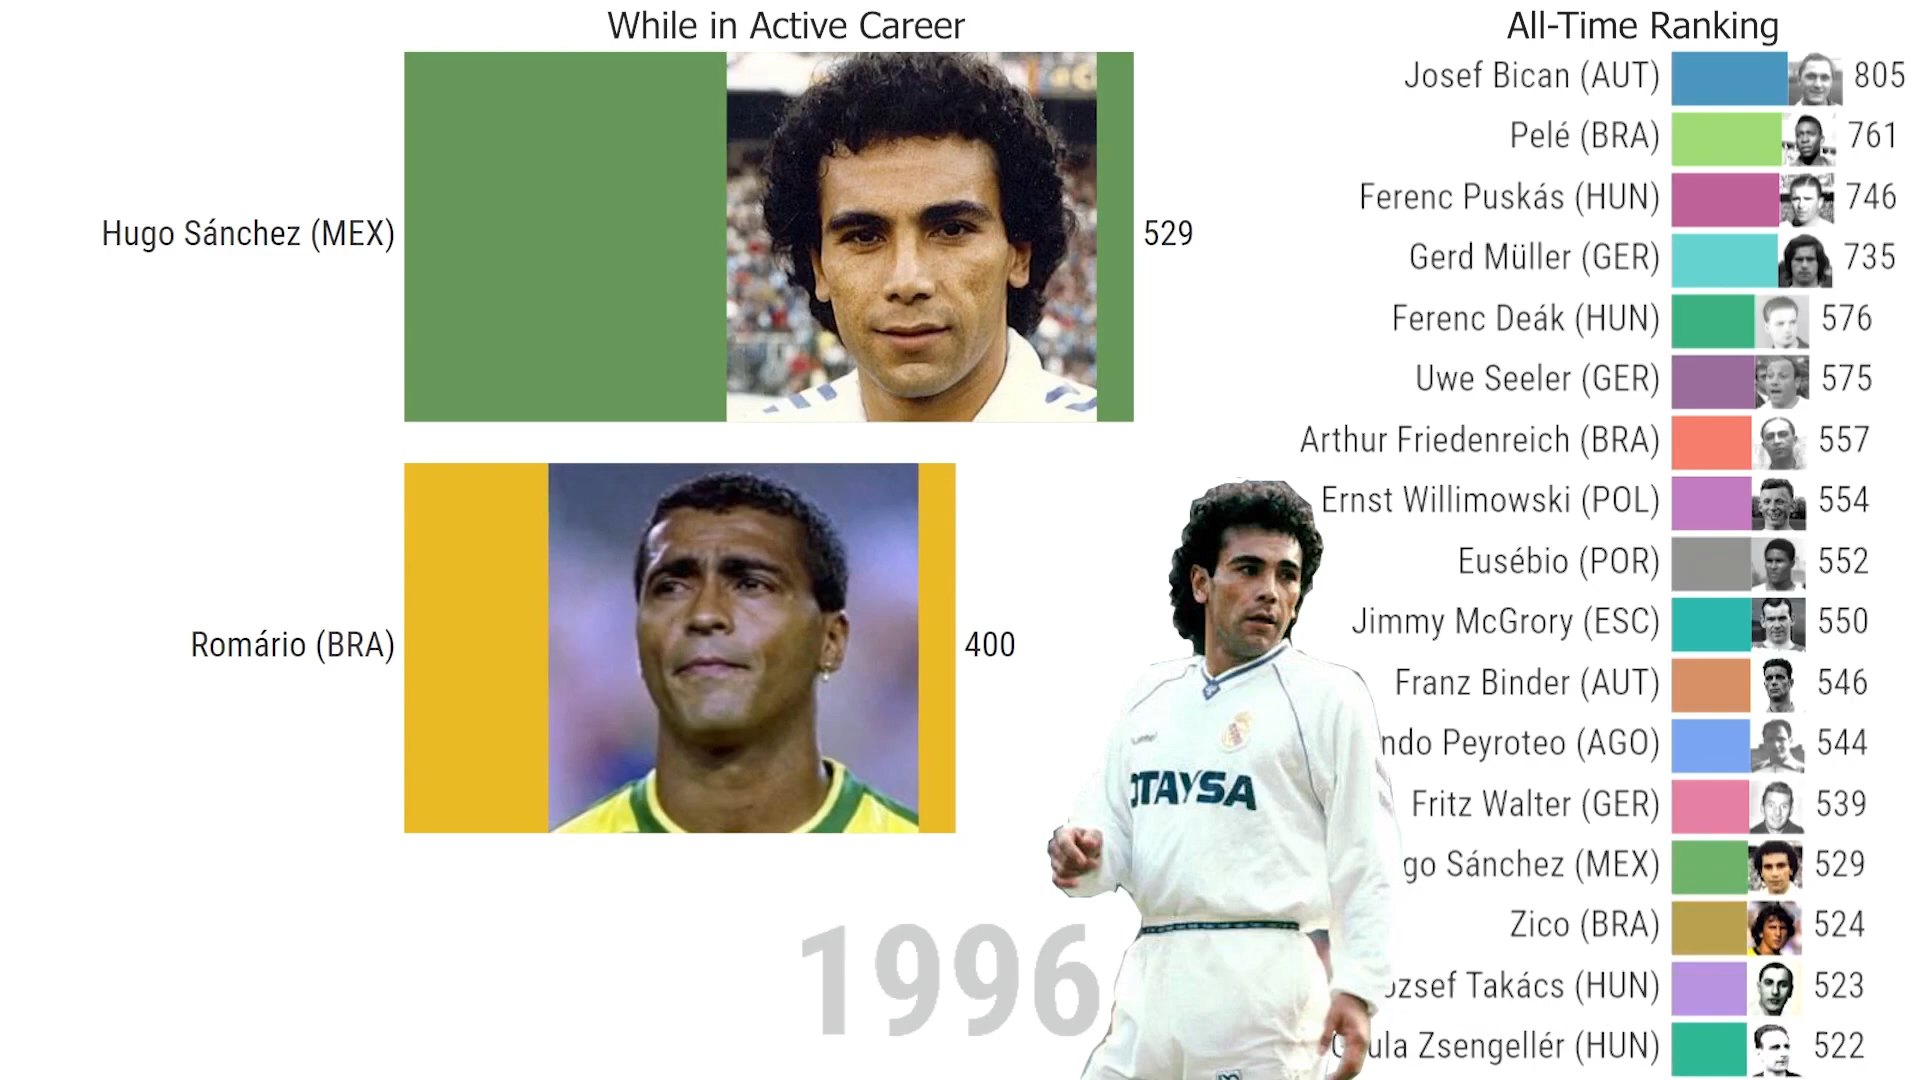 While in Active Career
Hugo Sánchez (MEX)
529
Romário (BRA)
400
1996
OTAYSA
All-Time Ranking
Josef Bican (AUT) 805
Pelé (BRA) 761
Ferenc Puskás (HUN) 746
Gerd Müller (GER) 735
Ferenc Deák (HUN) 576
Uwe Seeler (GER) 575
Arthur Friedenreich (BRA) 557
Ernst Willimowski (POL) 554
Eusébio (POR) 552
Jimmy McGrory (ESC) 550
Franz Binder (AUT) 546
ndo Peyroteo (AGO) 544
Fritz Walter (GER) 539
go Sánchez (MEX) 529
Zico (BRA) 524
ózsef Takács (HUN) 523
Gyula Zsengellér (HUN) 522